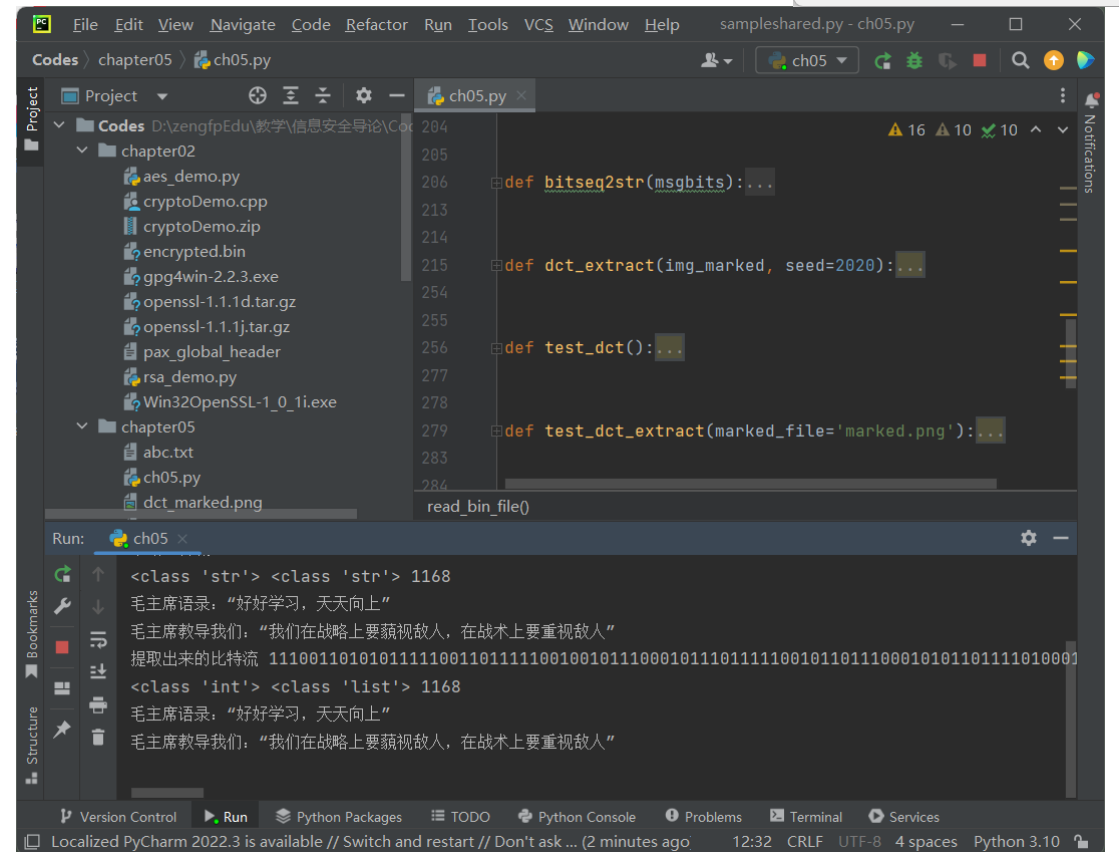 File Edit View Navigate Code Refactor Run Tools VCS Window Help sampleshared.py - ch05.py
Codes chapter05 ch05.py
ch05
Project
Project
ch05.py
Notifications
Codes D:\zengfpEdu\教学\信息安全导论\Co
chapter02
aes_demo.py
cryptoDemo.cpp
cryptoDemo.zip
encrypted.bin
gpg4win-2.2.3.exe
openssl-1.1.1d.tar.gz
openssl-1.1.1j.tar.gz
pax_global_header
rsa_demo.py
Win32OpenSSL-1_0_1i.exe
chapter05
abc.txt
ch05.py
dct_marked.png
16 10 10
204
205
206 def bitseq2str(msgbits):...
213
214
215 def dct_extract(img_marked, seed=2020):...
254
255
256 def test_dct():...
277
278
279 def test_dct_extract(marked_file='marked.png'):...
283
284
read_bin_file()
Run: ch05
<class 'str'> <class 'str'> 1168
毛主席语录：“好好学习，天天向上”
毛主席教导我们：“我们在战略上要藐视敌人，在战术上要重视敌人”
提取出来的比特流
<class 'int'> <class 'list'> 1168
毛主席语录：“好好学习，天天向上”
毛主席教导我们：“我们在战略上要藐视敌人，在战术上要重视敌人”
Bookmarks
Structure
Version Control Run Python Packages TODO Python Console Problems Terminal Services
Localized PyCharm 2022.3 is available // Switch and restart // Don't ask ... (2 minutes ago) 12:32 CRLF UTF-8 4 spaces Python 3.10